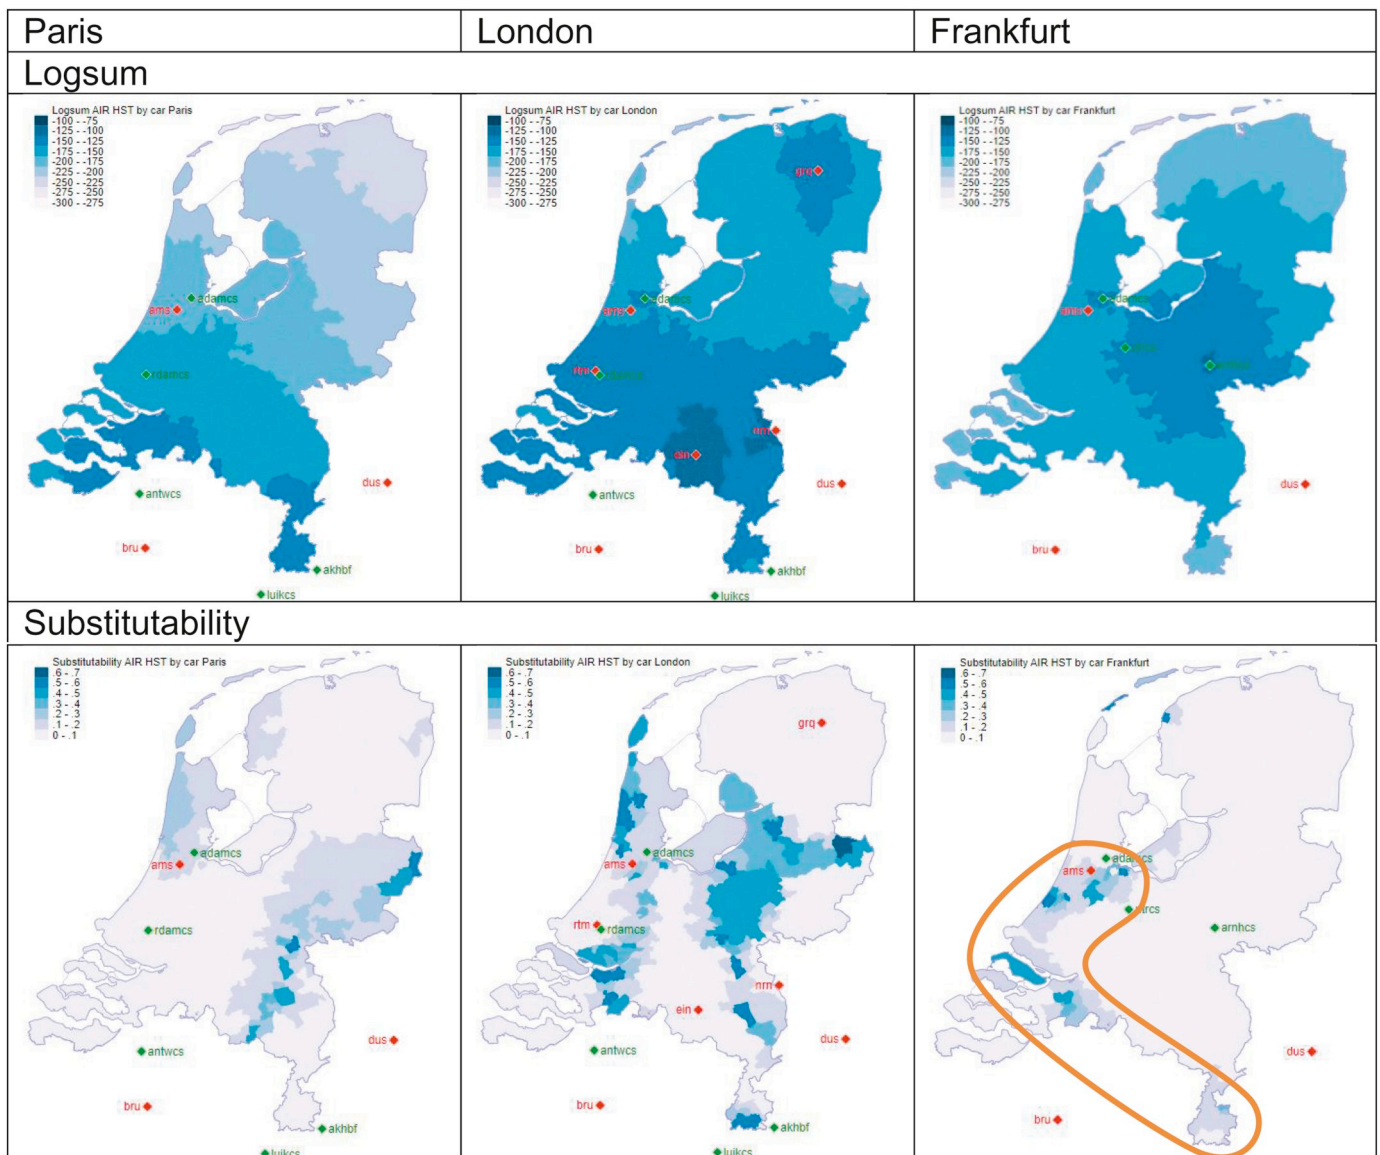 Paris
London
Frankfurt
Logsum
Logsum AIR HST by car Paris
-100 - -75
-125 - -100
-150 - -125
-175 - -150
-200 - -175
-225 - -200
-250 - -225
-275 - -250
-300 - -275
adamcs
ams
rdamcs
antwcs
dus
bru
akhbf
luikcs
Logsum AIR HST by car London
-100 - -75
-125 - -100
-150 - -125
-175 - -150
-200 - -175
-225 - -200
-250 - -225
-275 - -250
-300 - -275
grq
adamcs
ams
rtm
rdamcs
nrn
ein
antwcs
dus
bru
akhbf
luikcs
Logsum AIR HST by car Frankfurt
-100 - -75
-125 - -100
-150 - -125
-175 - -150
-200 - -175
-225 - -200
-250 - -225
-275 - -250
-300 - -275
adamcs
ams
dus
bru
Substitutability
Substitutability AIR HST by car Paris
.6 - .7
.5 - .6
.4 - .5
.3 - .4
.2 - .3
.1 - .2
0 - .1
adamcs
ams
rdamcs
antwcs
dus
bru
akhbf
luikcs
Substitutability AIR HST by car London
.6 - .7
.5 - .6
.4 - .5
.3 - .4
.2 - .3
.1 - .2
0 - .1
grq
adamcs
ams
rtm
rdamcs
nrn
ein
antwcs
dus
bru
akhbf
luikcs
Substitutability AIR HST by car Frankfurt
.6 - .7
.5 - .6
.4 - .5
.3 - .4
.2 - .3
.1 - .2
0 - .1
adamcs
ams
arnhcs
dus
bru